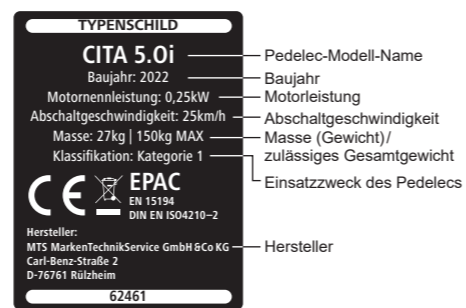 TYPENSCHILD
CITA 5.0i
Baujahr: 2022
Motornennleistung: 0,25kW
Abschaltgeschwindigkeit: 25km/h
Masse: 27kg | 150kg MAX
Klassifikation: Kategorie 1
CE
EPAC
EN 15194
DIN EN ISO4210–2
Hersteller:
MTS MarkenTechnikService GmbH & Co KG
Carl-Benz-Straße 2
D-76761 Rülzheim
62461
Pedelec-Modell-Name
Baujahr
Motorleistung
Abschaltgeschwindigkeit
Masse (Gewicht)/
zulässiges Gesamtgewicht
Einsatzzweck des Pedelecs
Hersteller